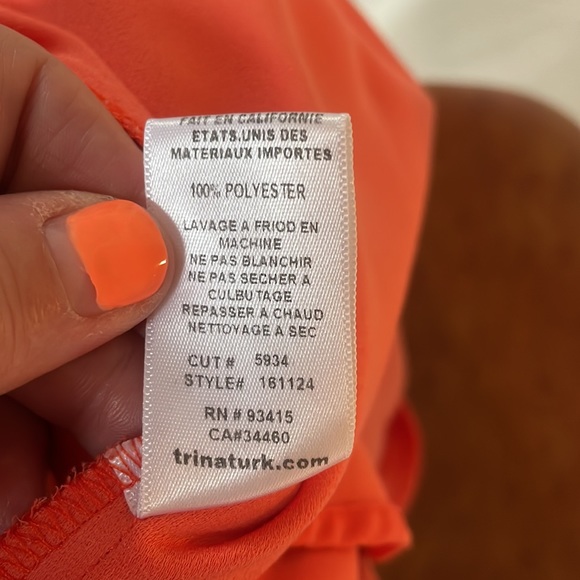 FAIT EN CALIFORNIE
ETATS.UNIS DES
MATERIAUX IMPORTES
100% POLYESTER
LAVAGE A FRIOD EN
MACHINE
NE PAS BLANCHIR
NE PAS SECHER A
CULBUTAGE
REPASSER A CHAUD
NETTOYAGE A SEC
CUT # 5934
STYLE# 161124
RN # 93415
CA#34460
trinaturk.com